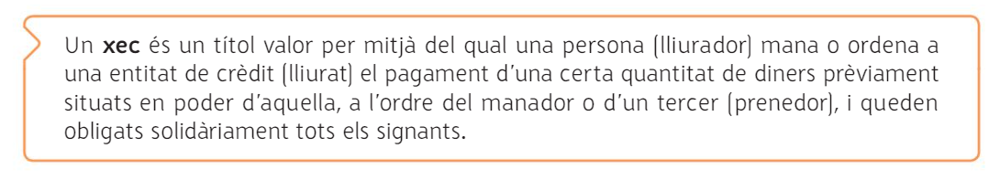 Un xec és un títol valor per mitjà del qual una persona (lliurador) mana o ordena a
una entitat de crèdit (lliurat) el pagament d'una certa quantitat de diners prèviament
situats en poder d'aquella, a l'ordre del manador o d'un tercer (prenedor), i queden
obligats solidàriament tots els signants.